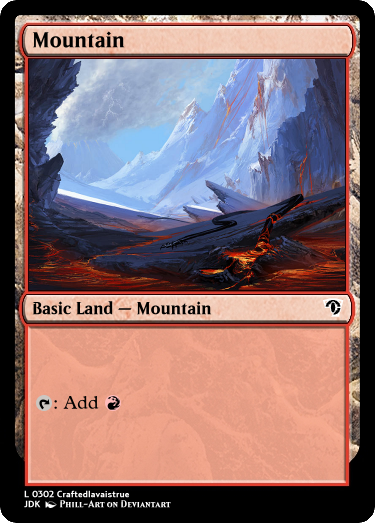 Mountain
Basic Land — Mountain
: Add
L 0302 Craftedlavaistrue
JDK Phill-Art on Deviantart